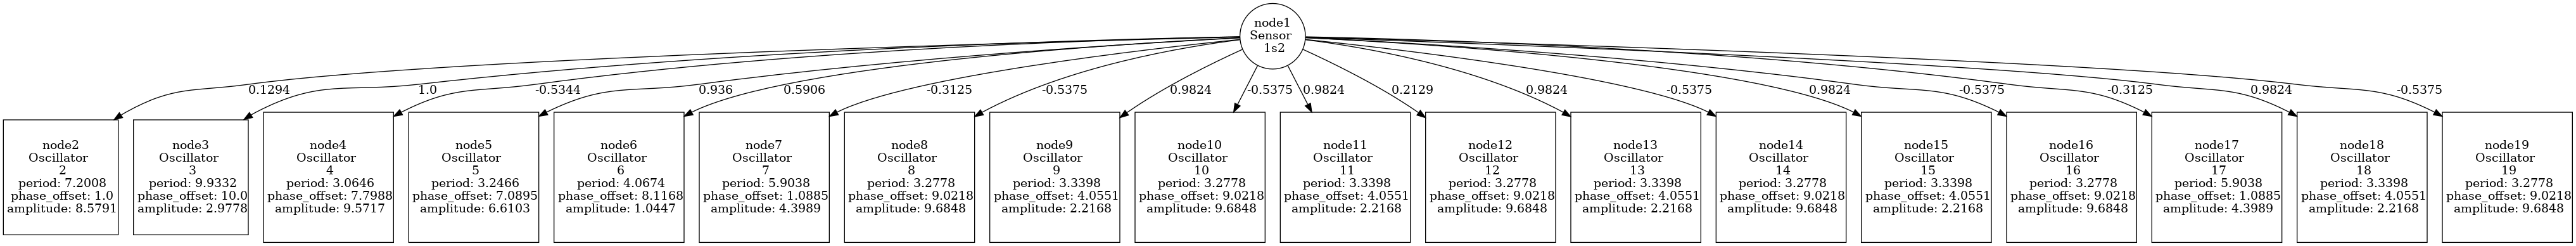 node1
Sensor
1s2
0.1294
1.0
-0.5344
0.936
0.5906
-0.3125
-0.5375
0.9824
-0.5375
0.9824
0.2129
0.9824
-0.5375
0.9824
-0.5375
-0.3125
0.9824
-0.5375
node2
Oscillator
2
period: 7.2008
phase_offset: 1.0
amplitude: 8.5791
node3
Oscillator
3
period: 9.9332
phase_offset: 10.0
amplitude: 2.9778
node4
Oscillator
4
period: 3.0646
phase_offset: 7.7988
amplitude: 9.5717
node5
Oscillator
5
period: 3.2466
phase_offset: 7.0895
amplitude: 6.6103
node6
Oscillator
6
period: 4.0674
phase_offset: 8.1168
amplitude: 1.0447
node7
Oscillator
7
period: 5.9038
phase_offset: 1.0885
amplitude: 4.3989
node8
Oscillator
8
period: 3.2778
phase_offset: 9.0218
amplitude: 9.6848
node9
Oscillator
9
period: 3.3398
phase_offset: 4.0551
amplitude: 2.2168
node10
Oscillator
10
period: 3.2778
phase_offset: 9.0218
amplitude: 9.6848
node11
Oscillator
11
period: 3.3398
phase_offset: 4.0551
amplitude: 2.2168
node12
Oscillator
12
period: 3.2778
phase_offset: 9.0218
amplitude: 9.6848
node13
Oscillator
13
period: 3.3398
phase_offset: 4.0551
amplitude: 2.2168
node14
Oscillator
14
period: 3.2778
phase_offset: 9.0218
amplitude: 9.6848
node15
Oscillator
15
period: 3.3398
phase_offset: 4.0551
amplitude: 2.2168
node16
Oscillator
16
period: 3.2778
phase_offset: 9.0218
amplitude: 9.6848
node17
Oscillator
17
period: 5.9038
phase_offset: 1.0885
amplitude: 4.3989
node18
Oscillator
18
period: 3.3398
phase_offset: 4.0551
amplitude: 2.2168
node19
Oscillator
19
period: 3.2778
phase_offset: 9.0218
amplitude: 9.6848